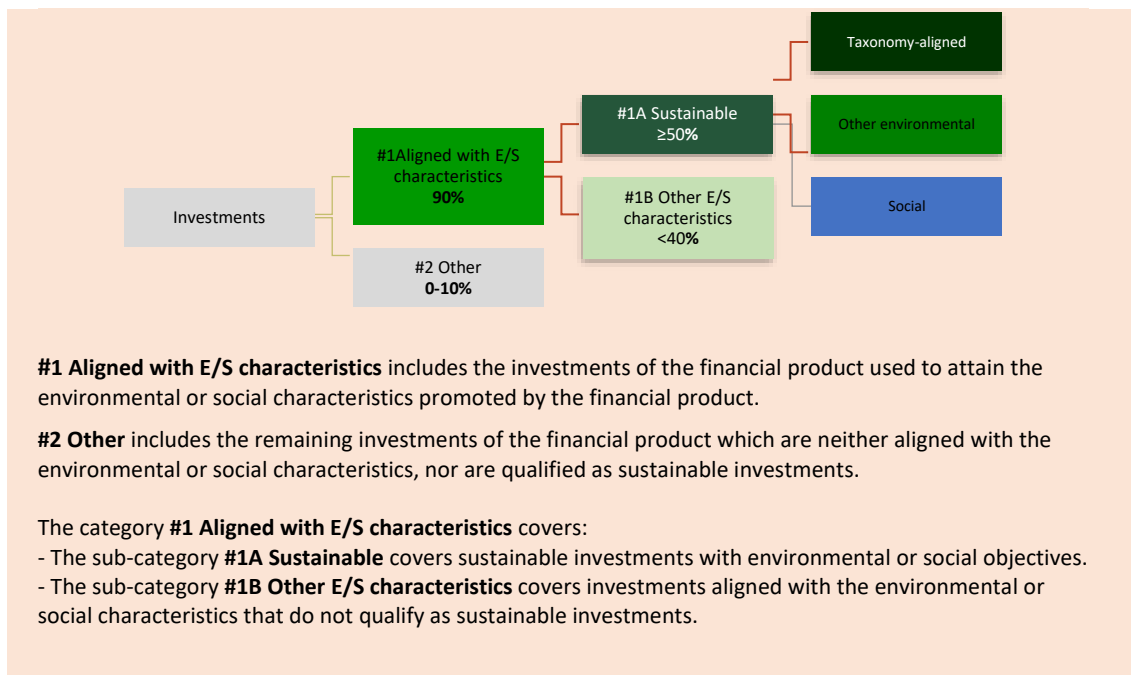 Taxonomy-aligned
#1A Sustainable
≥50%
Other environmental
#1Aligned with E/S
characteristics
90%
#1B Other E/S
characteristics
<40%
Investments
Social
#2 Other
0-10%
#1 Aligned with E/S characteristics includes the investments of the financial product used to attain the
environmental or social characteristics promoted by the financial product.
#2 Other includes the remaining investments of the financial product which are neither aligned with the
environmental or social characteristics, nor are qualified as sustainable investments.
The category #1 Aligned with E/S characteristics covers:
- The sub-category #1A Sustainable covers sustainable investments with environmental or social objectives.
- The sub-category #1B Other E/S characteristics covers investments aligned with the environmental or
social characteristics that do not qualify as sustainable investments.